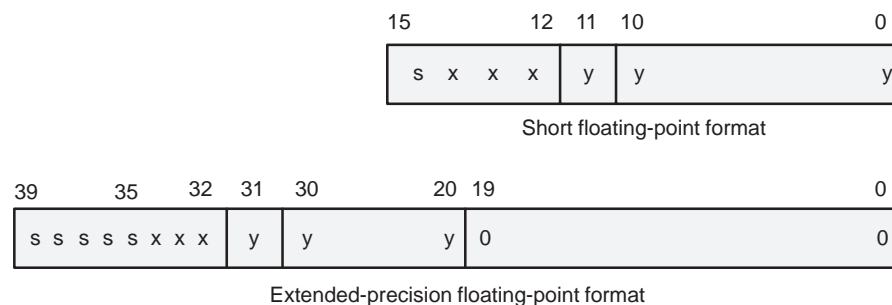 15 12 11 10 0
s x x x y y y
Short floating-point format
39 35 32 31 30 20 19 0
s s s s s x x x y y y 0 0
Extended-precision floating-point format